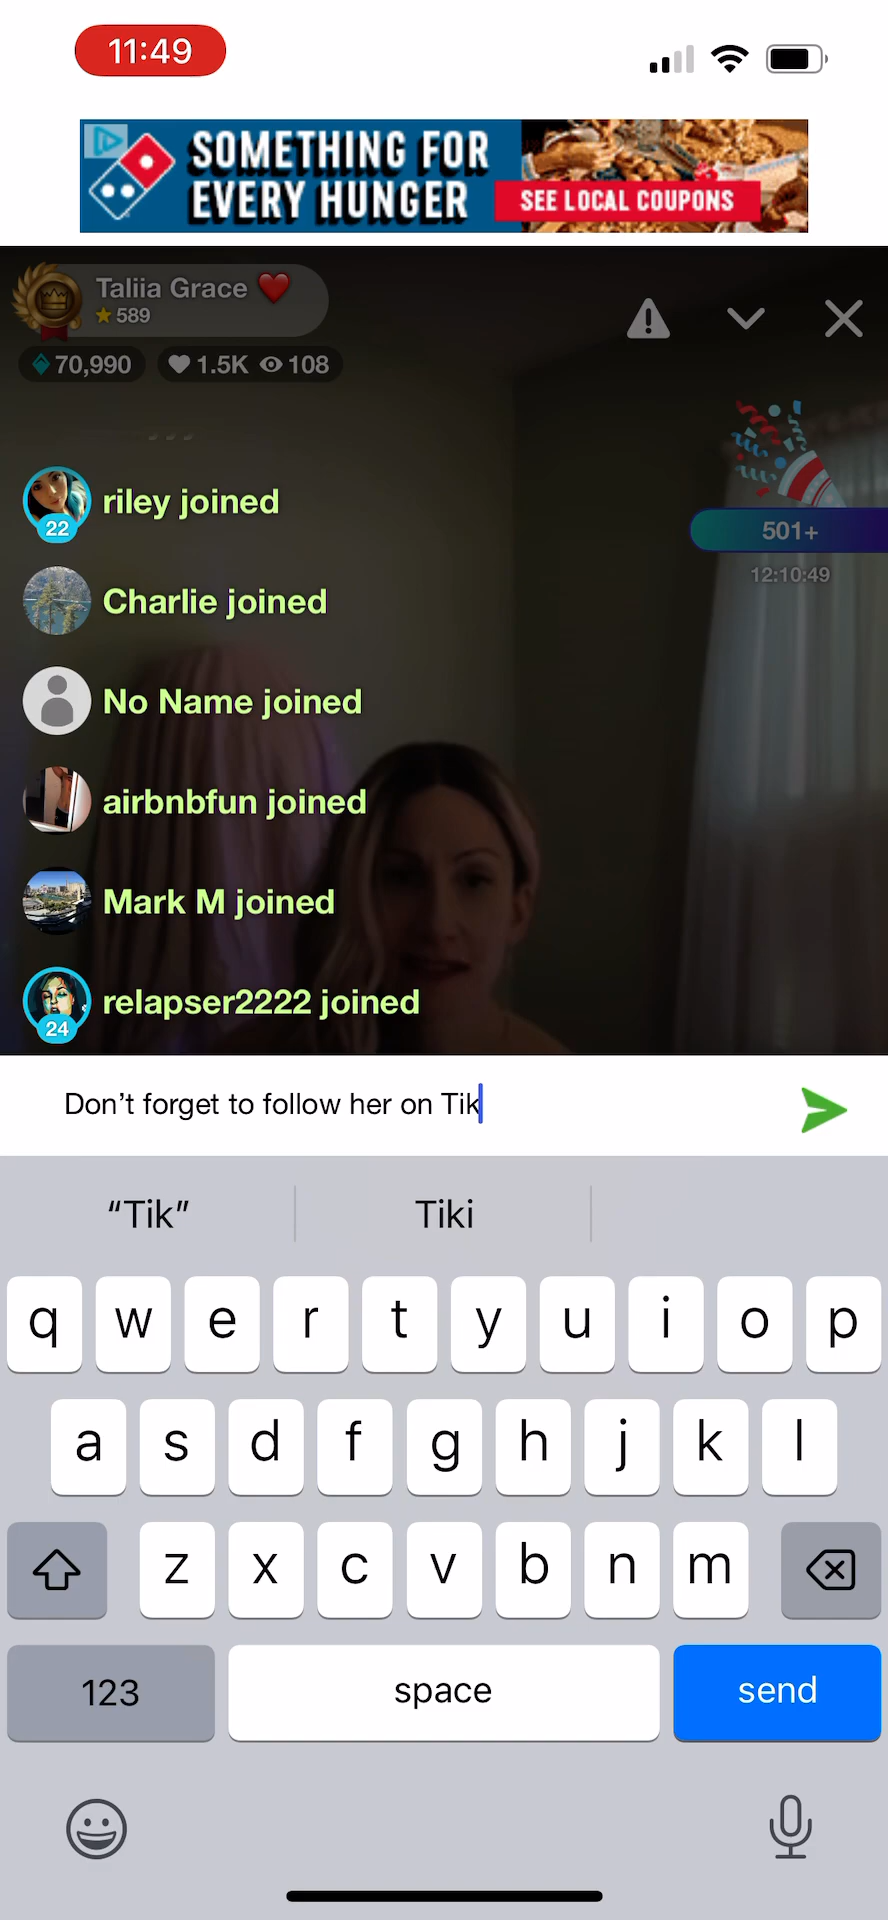 11:49
SOMETHING FOR
EVERY HUNGER
SEE LOCAL COUPONS
Taliia Grace ❤️
589
70,990 1.5K 108
501+
12:10:49
22
riley joined
Charlie joined
No Name joined
airbnbfun joined
Mark M joined
24
relapser2222 joined
Don’t forget to follow her on Tik
“Tik” Tiki
q w e r t y u i o p
a s d f g h j k l
z x c v b n m
123 space send